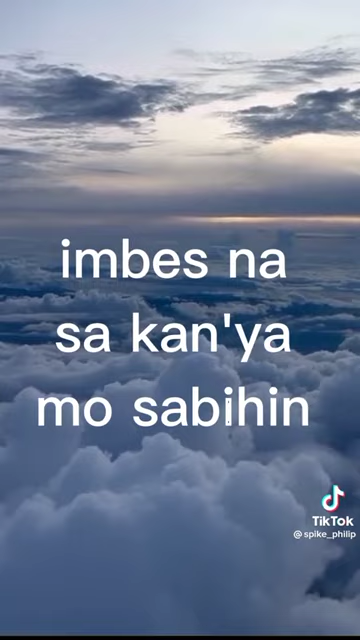 imbes na
sa kan'ya
mo sabihin
TikTok
@spike_philip